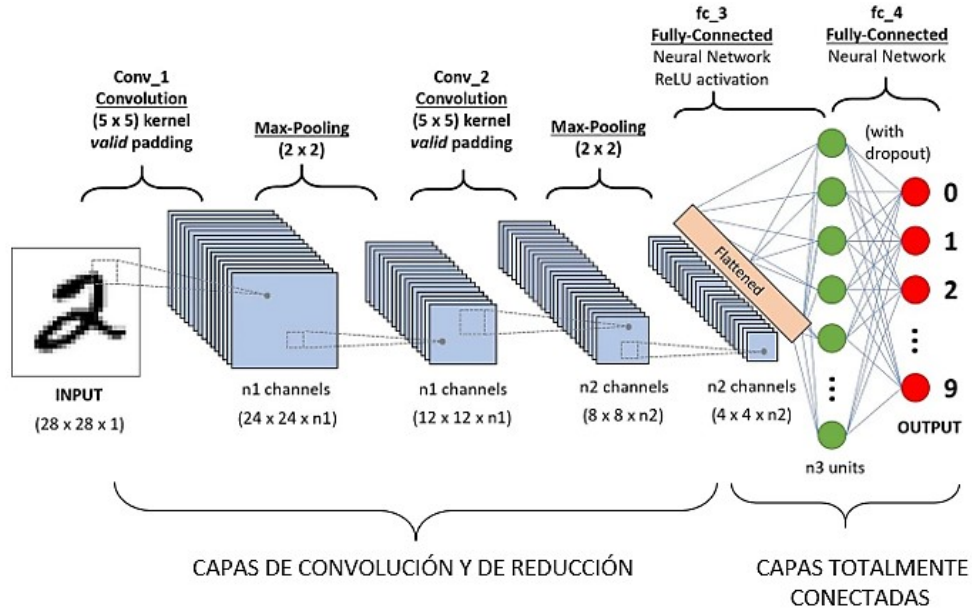 fc_3
Fully-Connected
Neural Network
ReLU activation
fc_4
Fully-Connected
Neural Network
Conv_1
Convolution
(5 x 5) kernel
valid padding
Max-Pooling
(2 x 2)
Conv_2
Convolution
(5 x 5) kernel
valid padding
Max-Pooling
(2 x 2)
(with
dropout)
Flattened
0
1
2
9
INPUT
(28 x 28 x 1)
n1 channels
(24 x 24 x n1)
n1 channels
(12 x 12 x n1)
n2 channels
(8 x 8 x n2)
n2 channels
(4 x 4 x n2)
OUTPUT
n3 units
CAPAS DE CONVOLUCIÓN Y DE REDUCCIÓN
CAPAS TOTALMENTE
CONECTADAS